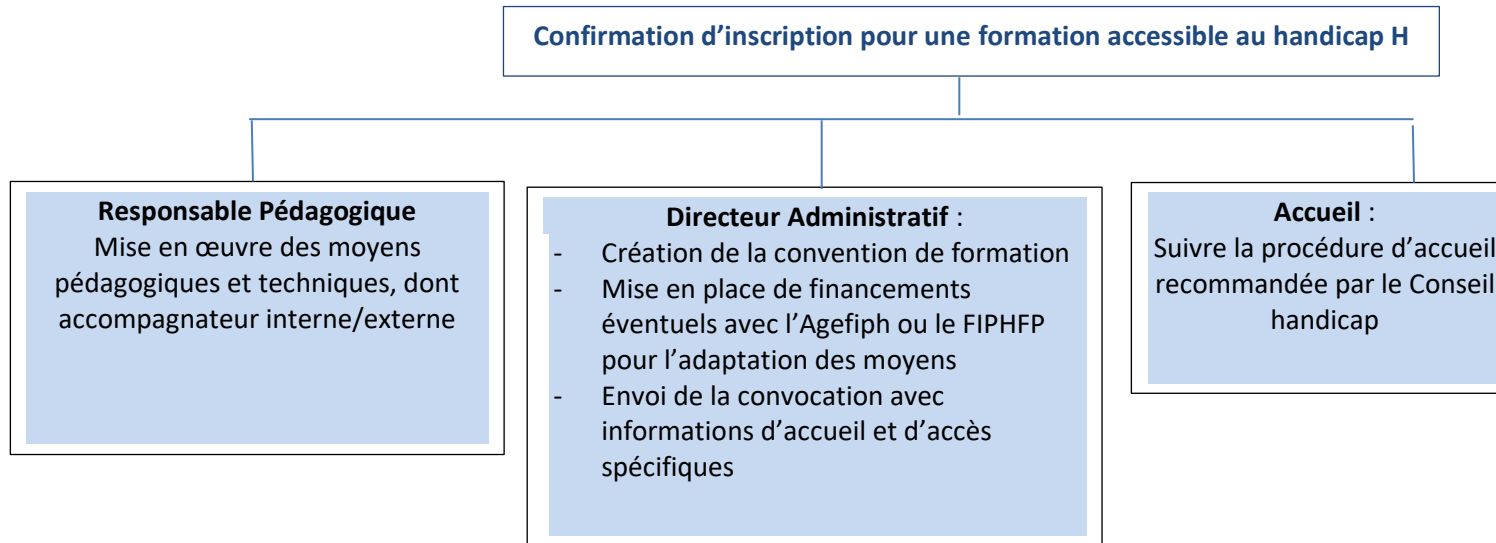 Confirmation d’inscription pour une formation accessible au handicap H
Responsable Pédagogique
Mise en œuvre des moyens
pédagogiques et techniques, dont
accompagnateur interne/externe
Directeur Administratif :
- Création de la convention de formation
- Mise en place de financements
éventuels avec l’Agefiph ou le FIPHFP
pour l’adaptation des moyens
- Envoi de la convocation avec
informations d’accueil et d’accès
spécifiques
Accueil :
Suivre la procédure d’accueil
recommandée par le Conseil
handicap